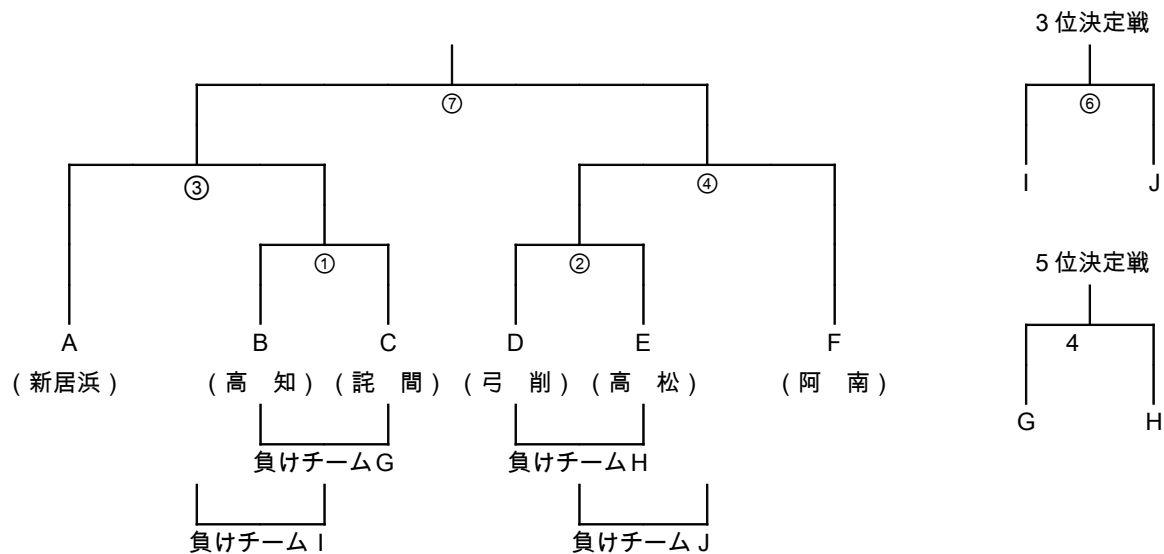 3位決定戦
⑦
⑥
③
④
I J
①
②
5位決定戦
A B C D E F
4
(新居浜) (高 知) (詫 間) (弓 削) (高 松) (阿 南)
G H
負けチームG 負けチームH
負けチームI 負けチームJ